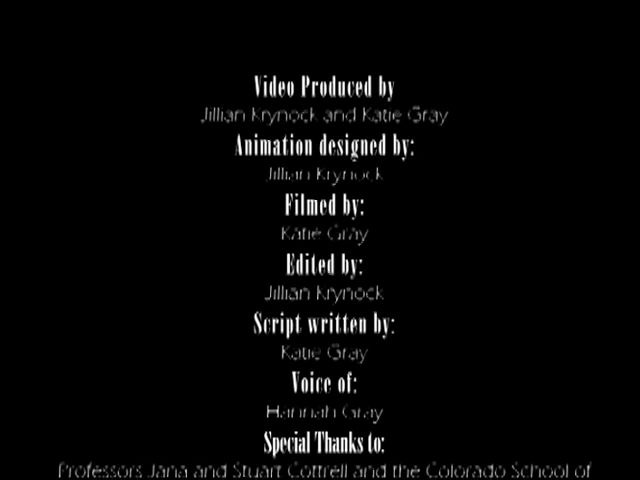 Video Produced by
Jillian Krynock and Katie Gray
Animation designed by:
Jillian Krynock
Filmed by:
Katie Gray
Edited by:
Jillian Krynock
Script written by:
Katie Gray
Voice of:
Hannah Gray
Special Thanks to:
Professors Jana and Stuart Cottrell and the Colorado School of